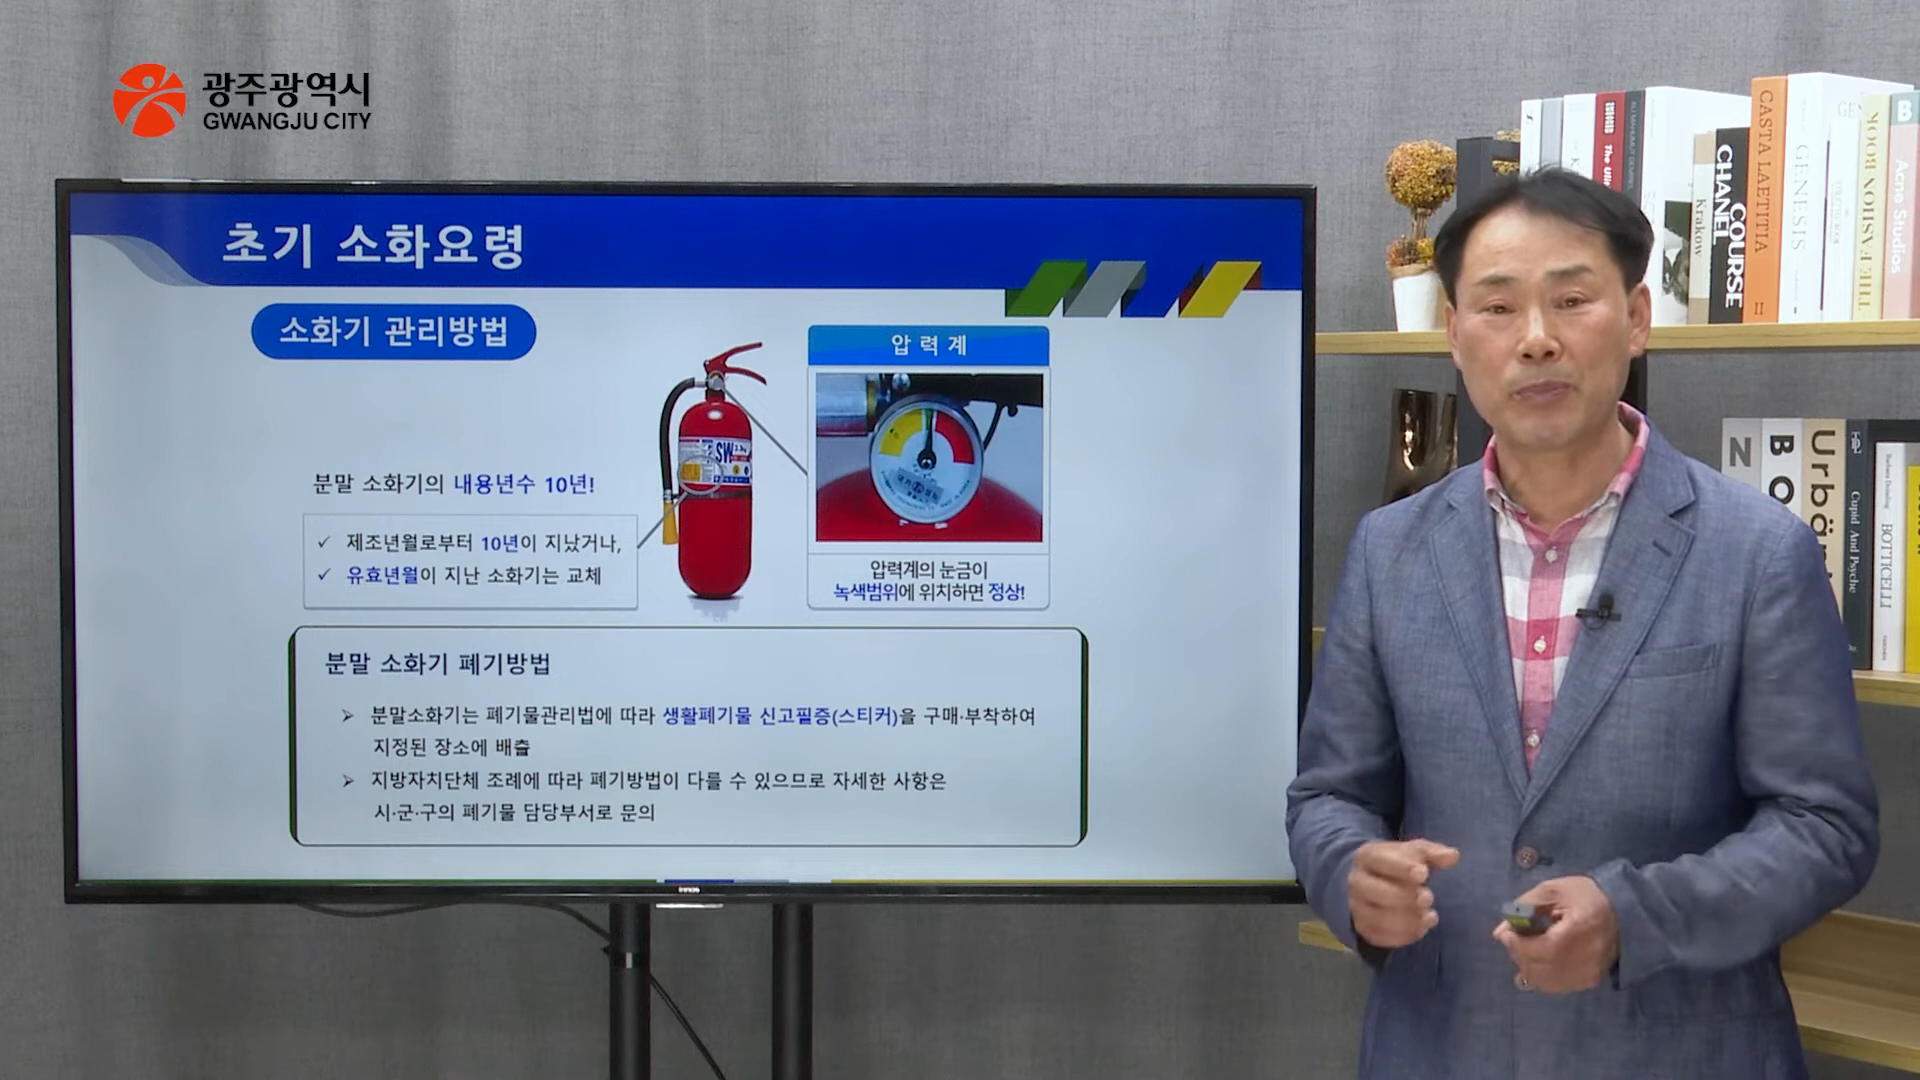 광주광역시
GWANGJU CITY
초기 소화요령
소화기 관리방법
압력계
SW
분말 소화기의 내용년수 10년!
✓ 제조년월로부터 10년이 지났거나,
✓ 유효년월이 지난 소화기는 교체
압력계의 눈금이
녹색범위에 위치하면 정상!
분말 소화기 폐기방법
➢ 분말소화기는 폐기물관리법에 따라 생활폐기물 신고필증(스티커)을 구매·부착하여
지정된 장소에 배출
➢ 지방자치단체 조례에 따라 폐기방법이 다를 수 있으므로 자세한 사항은
시·군·구의 폐기물 담당부서로 문의
CHANEL
COURSE
Krakow
CASTA LAETITIA
II
GENESIS
THE FASHION BOOK
Acne Studios
N
Urbän
Cupid And Psyche
BOTTICELLI